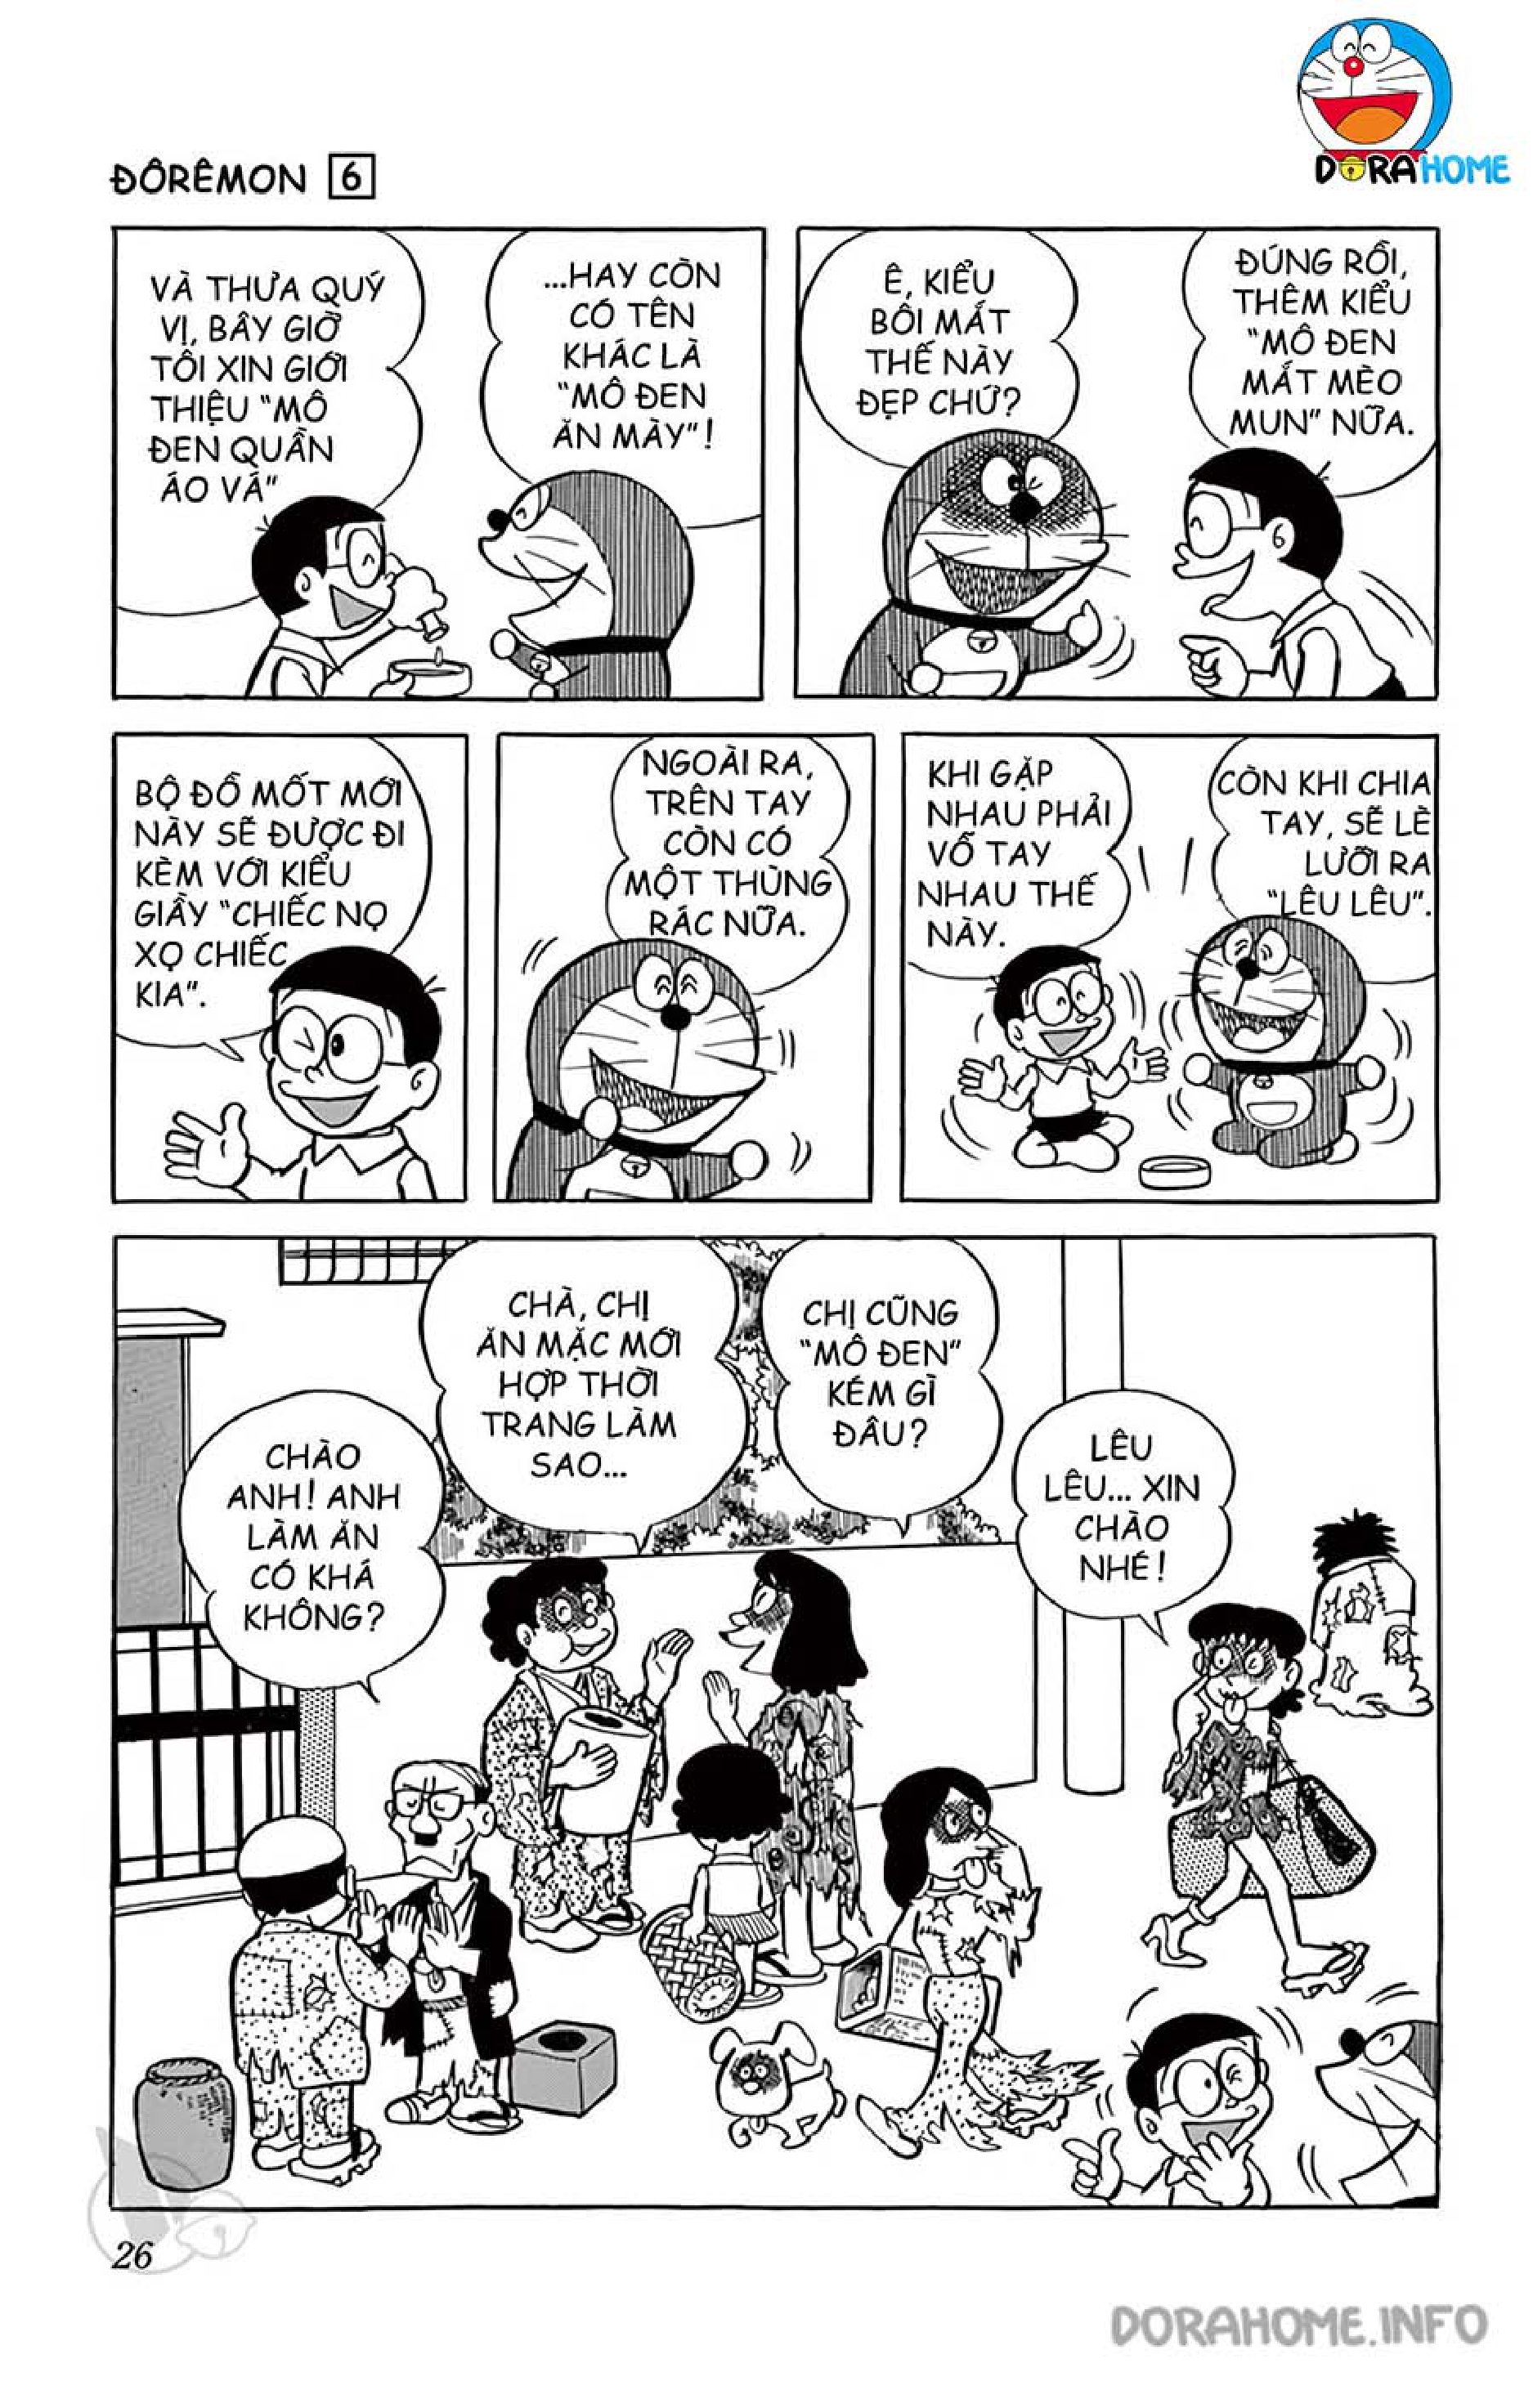 DORAHOME
ĐÔRÊMON 6
VÀ THƯA QUÝ
VỊ, BÂY GIỜ
TÔI XIN GIỚI
THIỆU "MÔ
ĐEN QUẦN
ÁO VÁ"
...HAY CÒN
CÓ TÊN
KHÁC LÀ
"MÔ ĐEN
ĂN MÀY"!
Ê, KIỂU
BÔI MẮT
THẾ NÀY
ĐẸP CHỨ?
ĐÚNG RỒI,
THÊM KIỂU
"MÔ ĐEN
MẮT MÈO
MUN" NỮA.
BỘ ĐỒ MỐT MỚI
NÀY SẼ ĐƯỢC ĐI
KÈM VỚI KIỂU
GIẦY "CHIẾC NỌ
XỌ CHIẾC
KIA".
NGOÀI RA,
TRÊN TAY
CÒN CÓ
MỘT THÙNG
RÁC NỮA.
KHI GẶP
NHAU PHẢI
VỖ TAY
NHAU THẾ
NÀY.
CÒN KHI CHIA
TAY, SẼ LÈ
LƯỠI RA
"LÊU LÊU".
CHÀO
ANH! ANH
LÀM ĂN
CÓ KHÁ
KHÔNG?
CHÀ, CHỊ
ĂN MẶC MỚI
HỢP THỜI
TRANG LÀM
SAO...
CHỊ CŨNG
"MÔ ĐEN"
KÉM GÌ
ĐÂU?
LÊU
LÊU... XIN
CHÀO
NHÉ!
26
DORAHOME.INFO